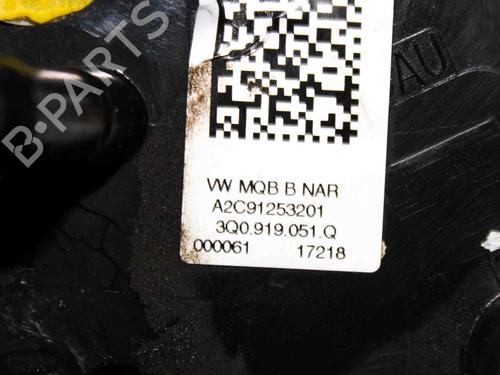 B-PARTS
AU
VW MQB B NAR
A2C91253201
3Q0.919.051.Q
000061 17218